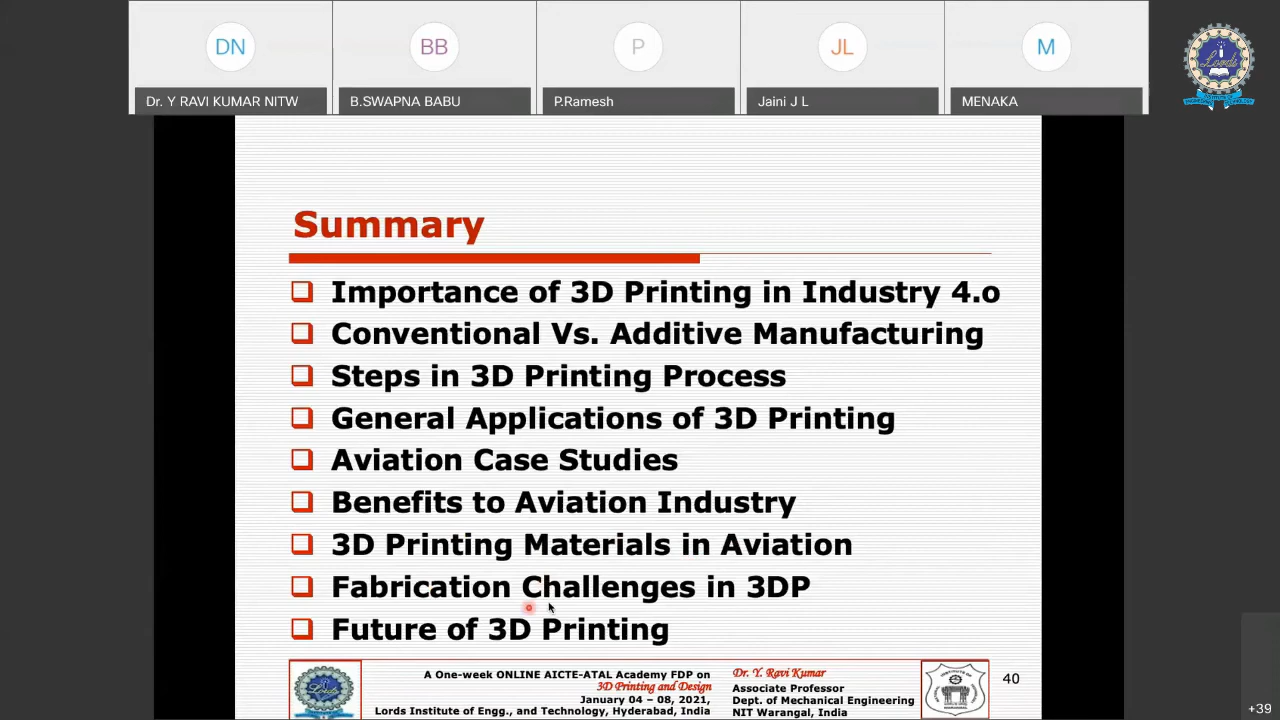 DN
BB
P
JL
M
Dr. Y RAVI KUMAR NITW
B.SWAPNA BABU
P.Ramesh
Jaini J L
MENAKA
Lords
Summary
Importance of 3D Printing in Industry 4.o
Conventional Vs. Additive Manufacturing
Steps in 3D Printing Process
General Applications of 3D Printing
Aviation Case Studies
Benefits to Aviation Industry
3D Printing Materials in Aviation
Fabrication Challenges in 3DP
Future of 3D Printing
A One-week ONLINE AICTE-ATAL Academy FDP on
3D Printing and Design
January 04 – 08, 2021,
Lords Institute of Engg., and Technology, Hyderabad, India
Lords
Dr. Y. Ravi Kumar
Associate Professor
Dept. of Mechanical Engineering
NIT Warangal, India
40
+39